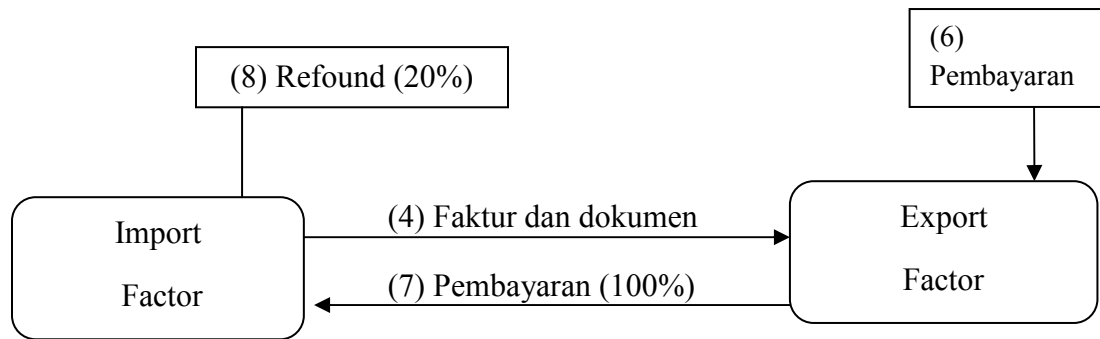 (6)
Pembayaran
(8) Refound (20%)
(4) Faktur dan dokumen
Import
Factor
Export
Factor
(7) Pembayaran (100%)